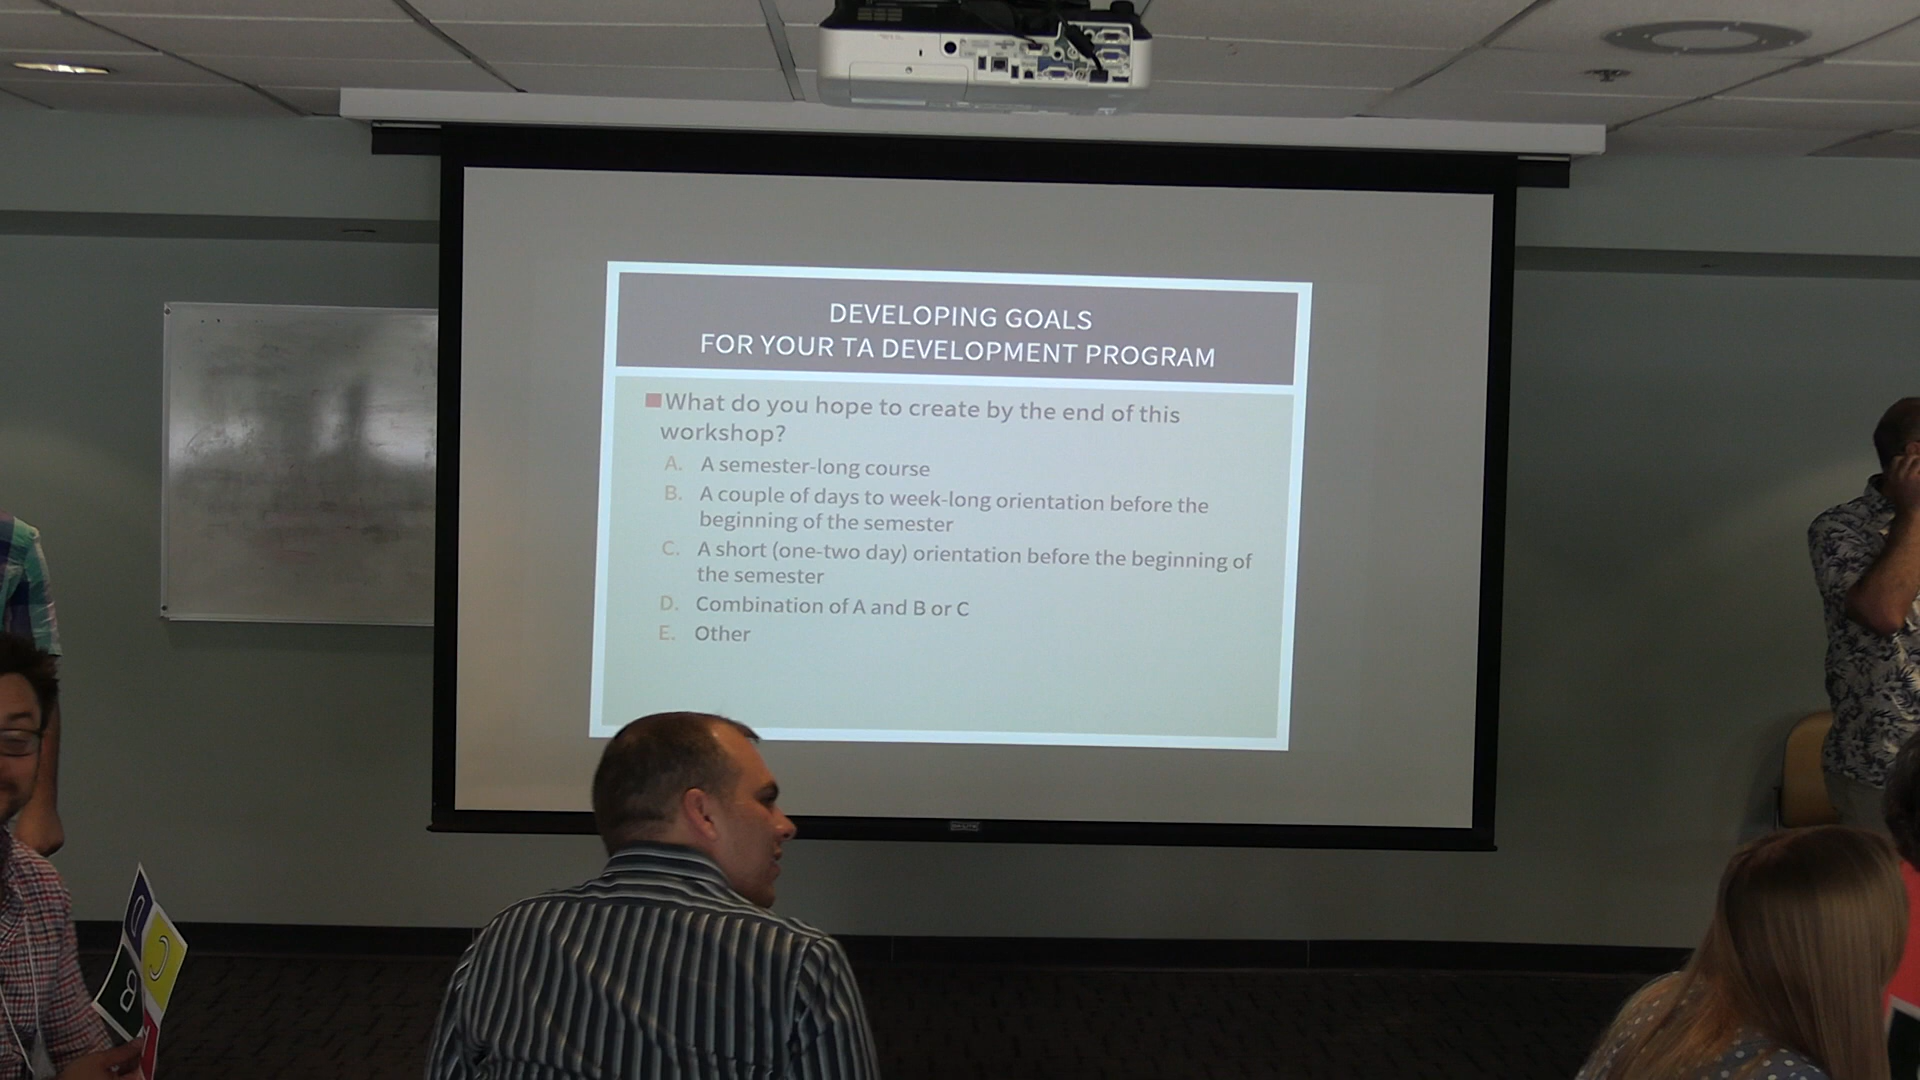 DEVELOPING GOALS
FOR YOUR TA DEVELOPMENT PROGRAM
What do you hope to create by the end of this
workshop?
A. A semester-long course
B. A couple of days to week-long orientation before the
beginning of the semester
C. A short (one-two day) orientation before the beginning of
the semester
D. Combination of A and B or C
E. Other
D
C
B